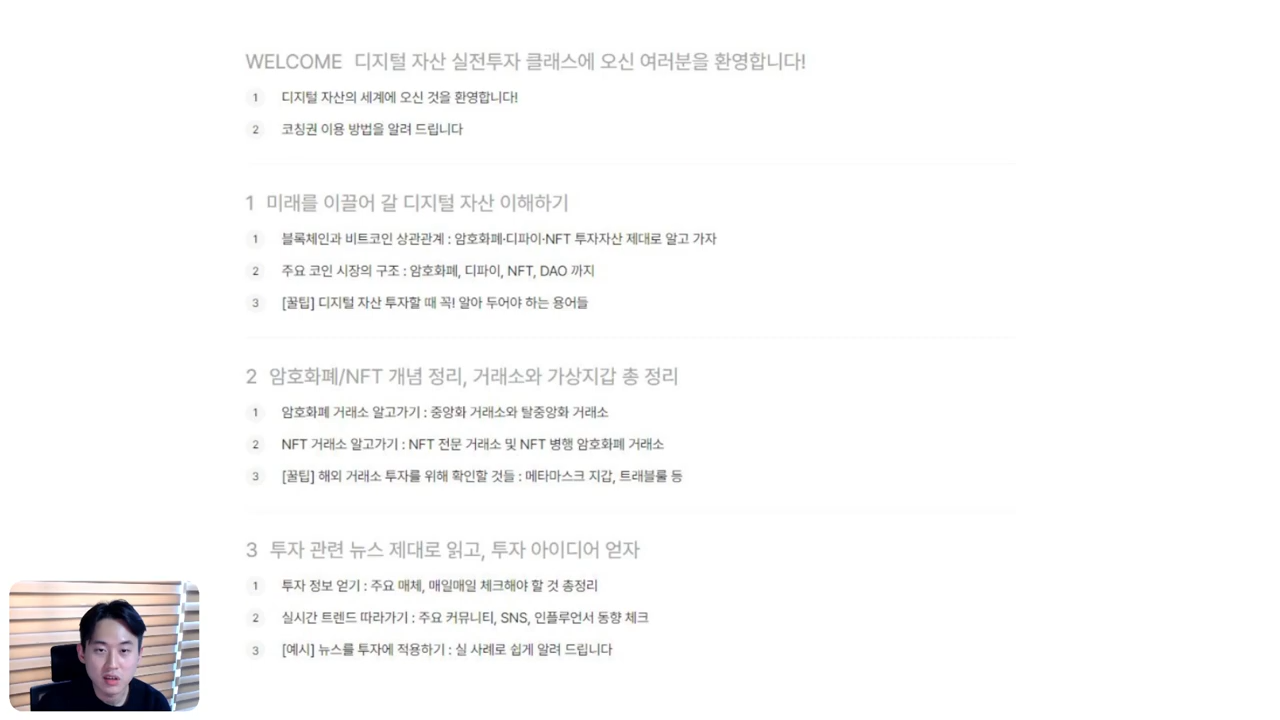 WELCOME 디지털 자산 실전투자 클래스에 오신 여러분을 환영합니다!
1 디지털 자산의 세계에 오신 것을 환영합니다!
2 코칭권 이용 방법을 알려 드립니다
1 미래를 이끌어 갈 디지털 자산 이해하기
1 블록체인과 비트코인 상관관계 : 암호화폐·디파이·NFT 투자자산 제대로 알고 가자
2 주요 코인 시장의 구조 : 암호화폐, 디파이, NFT, DAO 까지
3 [꿀팁] 디지털 자산 투자할 때 꼭! 알아 두어야 하는 용어들
2 암호화폐/NFT 개념 정리, 거래소와 가상지갑 총 정리
1 암호화폐 거래소 알고가기 : 중앙화 거래소와 탈중앙화 거래소
2 NFT 거래소 알고가기 : NFT 전문 거래소 및 NFT 병행 암호화폐 거래소
3 [꿀팁] 해외 거래소 투자를 위해 확인할 것들 : 메타마스크 지갑, 트래블룰 등
3 투자 관련 뉴스 제대로 읽고, 투자 아이디어 얻자
1 투자 정보 얻기 : 주요 매체, 매일매일 체크해야 할 것 총정리
2 실시간 트렌드 따라가기 : 주요 커뮤니티, SNS, 인플루언서 동향 체크
3 [예시] 뉴스를 투자에 적용하기 : 실 사례로 쉽게 알려 드립니다